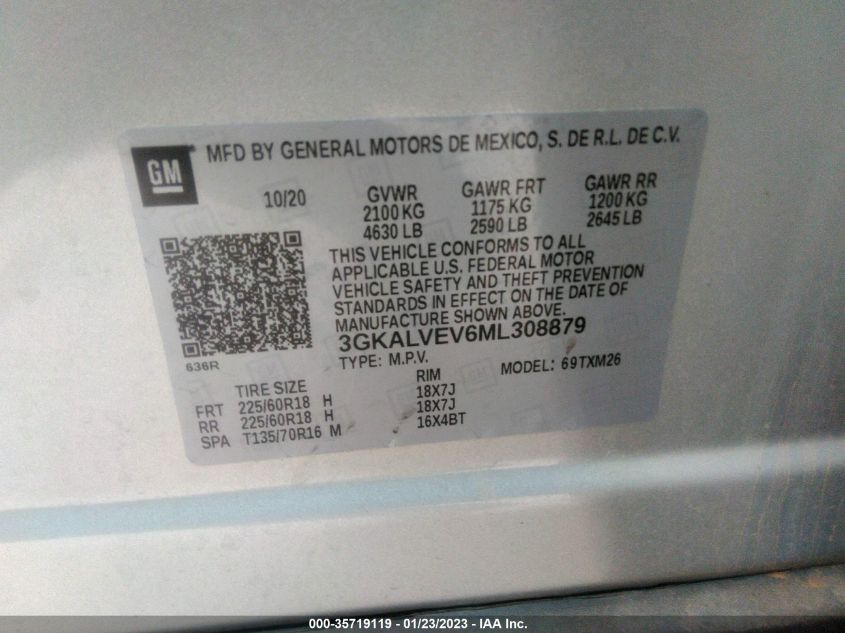 GM
MFD BY GENERAL MOTORS DE MEXICO, S. DE R.L. DE C.V.
10/20 GVWR GAWR FRT GAWR RR
2100 KG 1175 KG 1200 KG
4630 LB 2590 LB 2645 LB
THIS VEHICLE CONFORMS TO ALL
APPLICABLE U.S. FEDERAL MOTOR
VEHICLE SAFETY AND THEFT PREVENTION
STANDARDS IN EFFECT ON THE DATE OF
MANUFACTURE SHOWN ABOVE.
3GKALVEV6ML308879
636R TYPE: M.P.V. MODEL: 69TXM26
TIRE SIZE RIM
FRT 225/60R18 H 18X7J
RR 225/60R18 H 18X7J
SPA T135/70R16 M 16X4BT
000-35719119 - 01/23/2023 - IAA Inc.